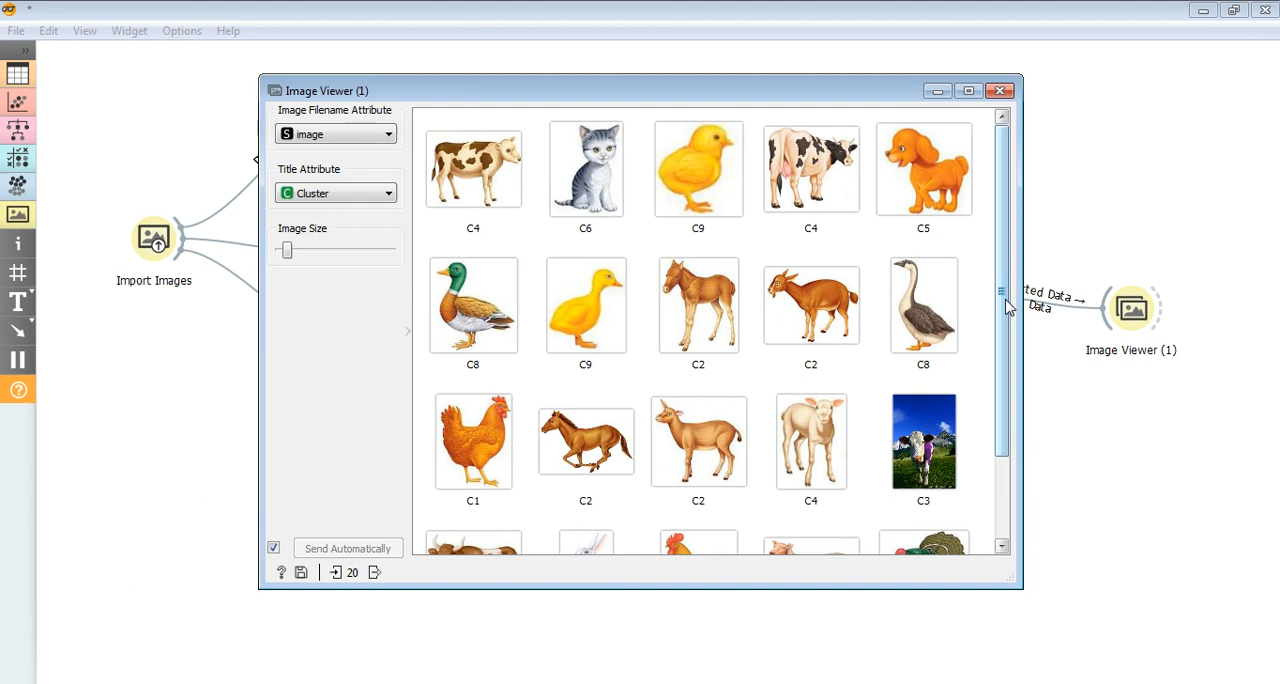 *
File Edit View Widget Options Help
»
Image Viewer (1)
Image Filename Attribute
S image
Title Attribute
C Cluster
Image Size
C4 C6 C9 C4 C5
C8 C9 C2 C2 C8
C1 C2 C2 C4 C3
Send Automatically
? 20
Import Images
ted Data →
Data
Image Viewer (1)
i
T
?